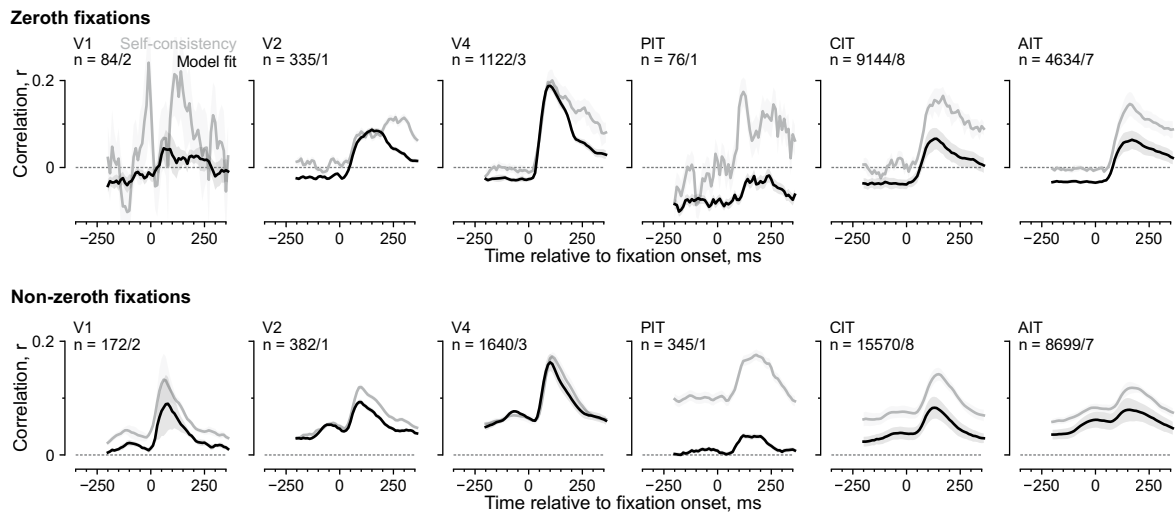 Zeroth fixations
V1 Self-consistency V2 V4 PIT CIT AIT
n = 84/2 Model fit n = 335/1 n = 1122/3 n = 76/1 n = 9144/8 n = 4634/7
0.2
Correlation, r
0
−250 0 250 −250 0 250 −250 0 250 −250 0 250 −250 0 250 −250 0 250
Time relative to fixation onset, ms
Non-zeroth fixations
V1 V2 V4 PIT CIT AIT
n = 172/2 n = 382/1 n = 1640/3 n = 345/1 n = 15570/8 n = 8699/7
0.2
Correlation, r
0
−250 0 250 −250 0 250 −250 0 250 −250 0 250 −250 0 250 −250 0 250
Time relative to fixation onset, ms